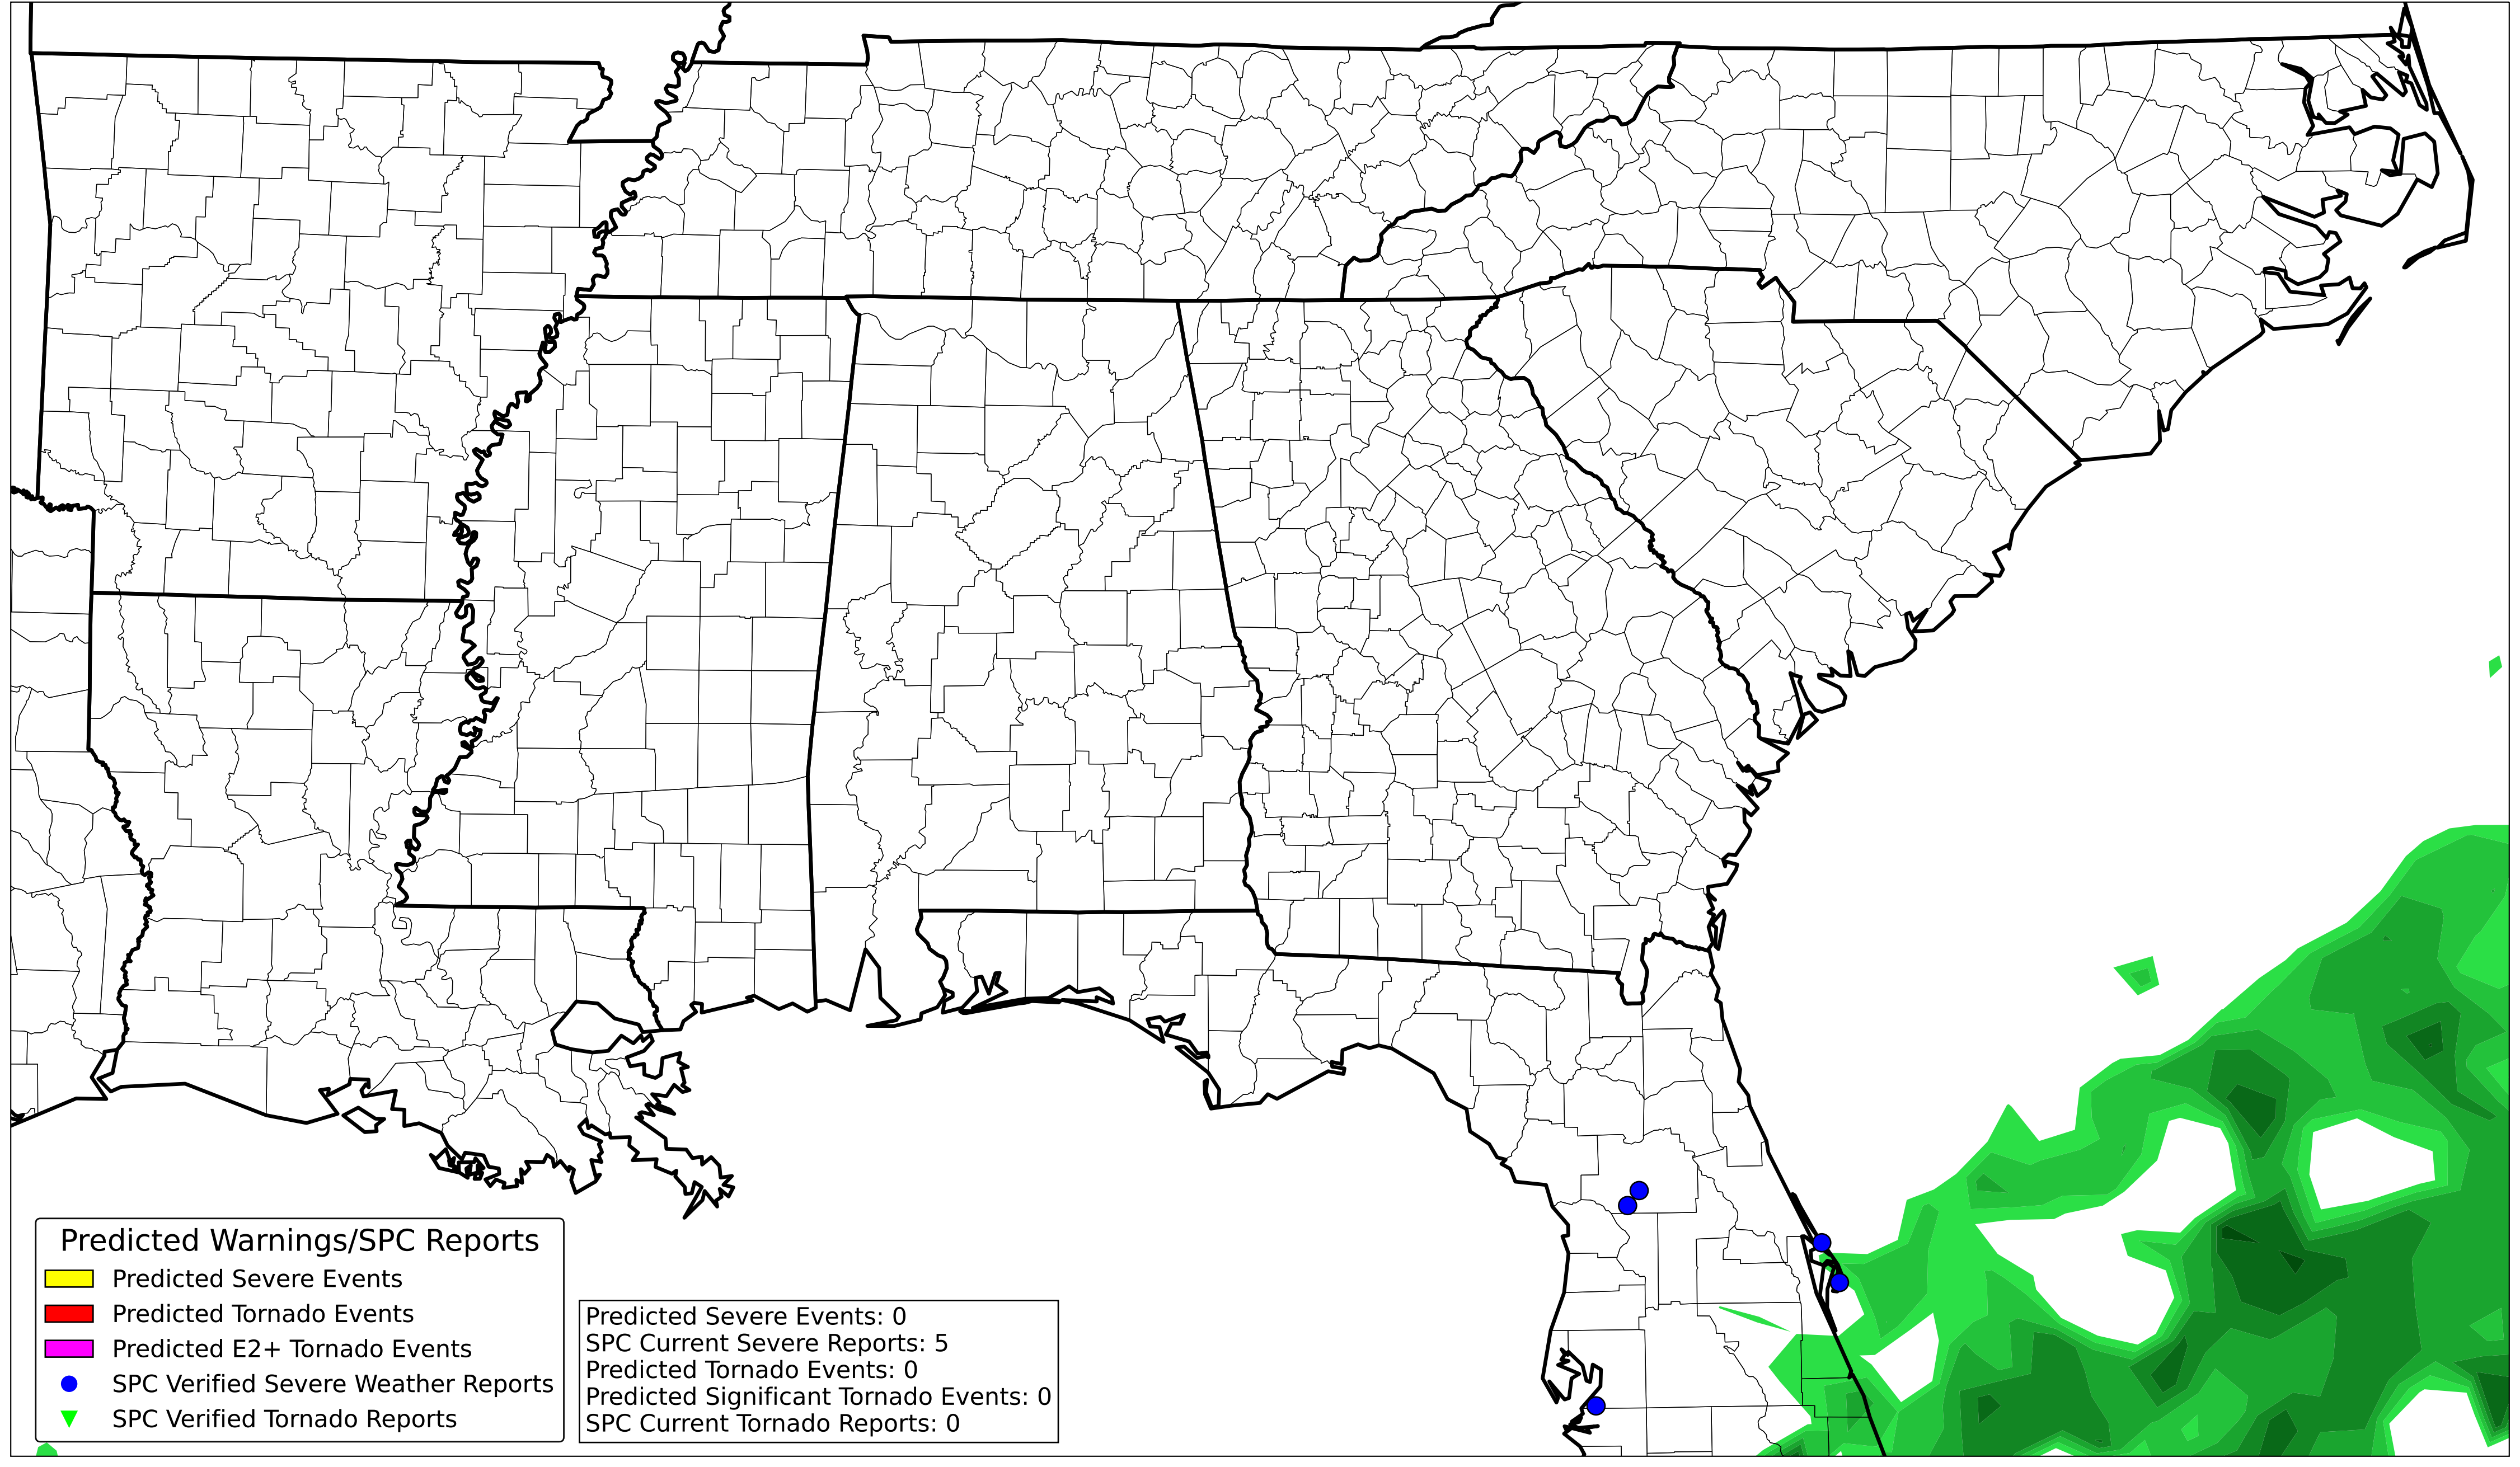 Predicted Warnings/SPC Reports
Predicted Severe Events
Predicted Tornado Events
Predicted E2+ Tornado Events
SPC Verified Severe Weather Reports
SPC Verified Tornado Reports
Predicted Severe Events: 0
SPC Current Severe Reports: 5
Predicted Tornado Events: 0
Predicted Significant Tornado Events: 0
SPC Current Tornado Reports: 0